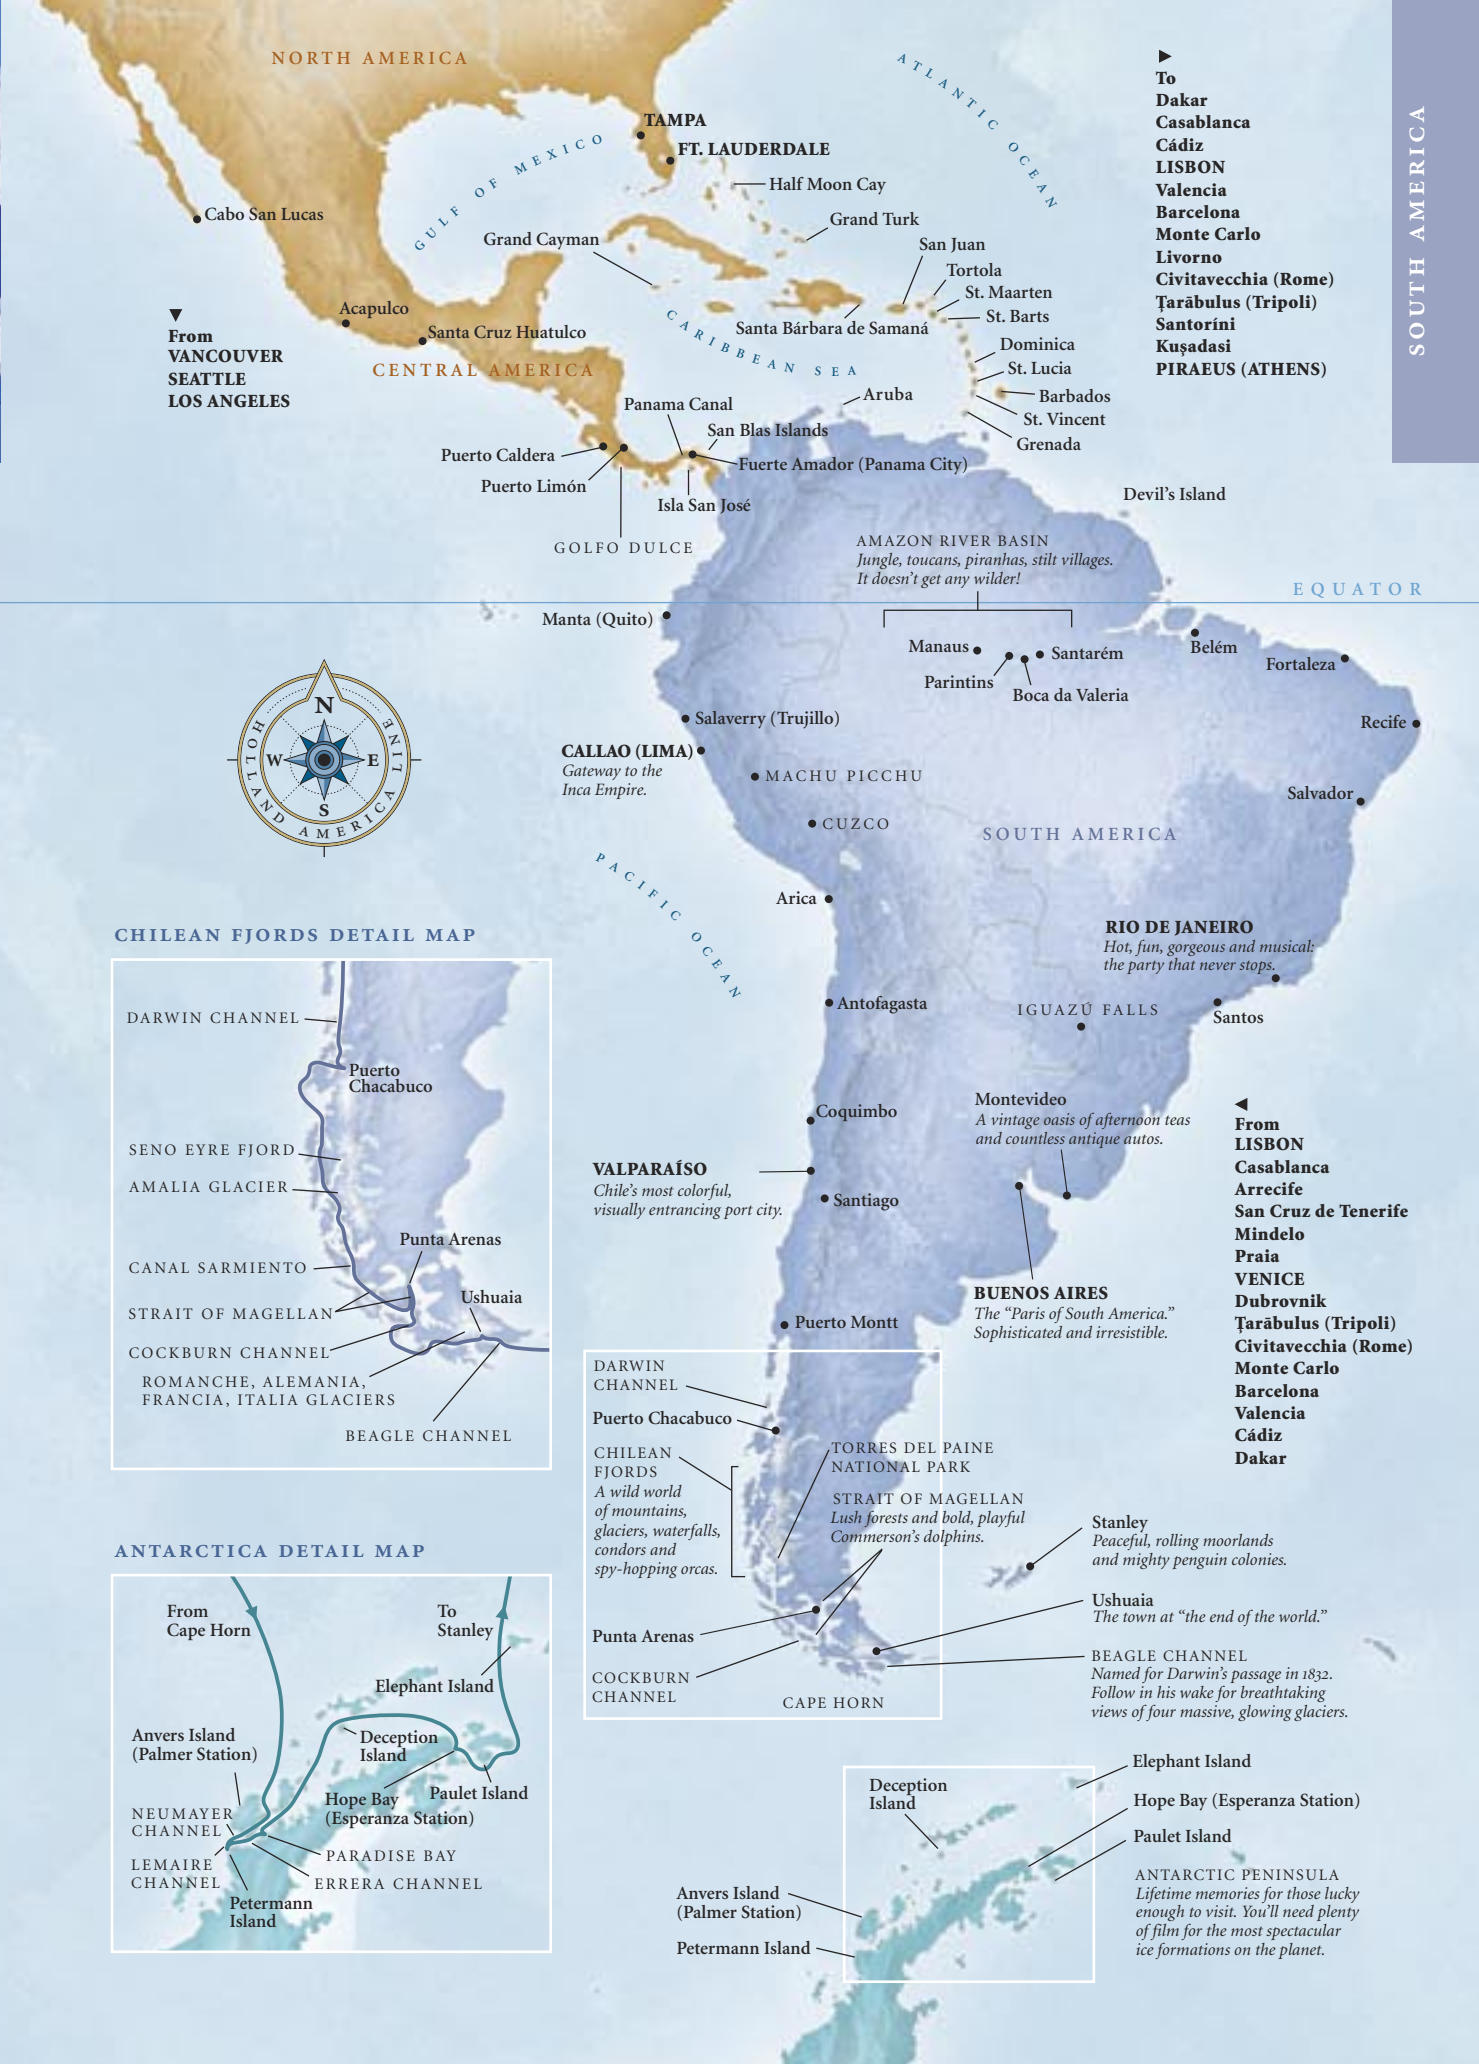 NORTH AMERICA
ATLANTIC OCEAN
SOUTH AMERICA
To
Dakar
Casablanca
Cádiz
LISBON
Valencia
Barcelona
Monte Carlo
Livorno
Civitavecchia (Rome)
Ţarābulus (Tripoli)
Santoríni
Kuşadasi
PIRAEUS (ATHENS)
TAMPA
FT. LAUDERDALE
GULF OF MEXICO
Half Moon Cay
Cabo San Lucas
Grand Turk
Grand Cayman
San Juan
Tortola
St. Maarten
St. Barts
Acapulco
Santa Cruz Huatulco
Santa Bárbara de Samaná
CARIBBEAN SEA
From
VANCOUVER
SEATTLE
LOS ANGELES
CENTRAL AMERICA
Dominica
St. Lucia
Aruba
Barbados
St. Vincent
Grenada
Panama Canal
San Blas Islands
Puerto Caldera
Fuerte Amador (Panama City)
Puerto Limón
Isla San José
Devil's Island
GOLFO DULCE
AMAZON RIVER BASIN
Jungle, toucans, piranhas, stilt villages.
It doesn't get any wilder!
EQUATOR
Manta (Quito)
Manaus
Santarém
Parintins
Boca da Valeria
Belém
Fortaleza
Recife
N
W
E
S
HOLLAND AMERICA LINE
Salaverry (Trujillo)
CALLAO (LIMA)
Gateway to the
Inca Empire.
MACHU PICCHU
Salvador
CUZCO
SOUTH AMERICA
PACIFIC OCEAN
Arica
RIO DE JANEIRO
Hot, fun, gorgeous and musical:
the party that never stops.
Antofagasta
IGUAZÚ FALLS
Santos
Coquimbo
Montevideo
A vintage oasis of afternoon teas
and countless antique autos.
VALPARAÍSO
Chile's most colorful,
visually entrancing port city.
Santiago
From
LISBON
Casablanca
Arrecife
San Cruz de Tenerife
Mindelo
Praia
VENICE
Dubrovnik
Ţarābulus (Tripoli)
Civitavecchia (Rome)
Monte Carlo
Barcelona
Valencia
Cádiz
Dakar
BUENOS AIRES
The “Paris of South America.”
Sophisticated and irresistible.
Puerto Montt
CHILEAN FJORDS DETAIL MAP
DARWIN CHANNEL
Puerto
Chacabuco
SENO EYRE FJORD
AMALIA GLACIER
Punta Arenas
CANAL SARMIENTO
Ushuaia
STRAIT OF MAGELLAN
COCKBURN CHANNEL
ROMANCHE, ALEMANIA,
FRANCIA, ITALIA GLACIERS
BEAGLE CHANNEL
DARWIN
CHANNEL
Puerto Chacabuco
CHILEAN
FJORDS
A wild world
of mountains,
glaciers, waterfalls,
condors and
spy-hopping orcas.
TORRES DEL PAINE
NATIONAL PARK
STRAIT OF MAGELLAN
Lush forests and bold, playful
Commerson's dolphins.
Punta Arenas
COCKBURN
CHANNEL
CAPE HORN
Stanley
Peaceful, rolling moorlands
and mighty penguin colonies.
Ushuaia
The town at “the end of the world.”
BEAGLE CHANNEL
Named for Darwin's passage in 1832.
Follow in his wake for breathtaking
views of four massive, glowing glaciers.
ANTARCTICA DETAIL MAP
From
Cape Horn
To
Stanley
Elephant Island
Anvers Island
(Palmer Station)
Deception
Island
Hope Bay
(Esperanza Station)
Paulet Island
NEUMAYER
CHANNEL
LEMAIRE
CHANNEL
PARADISE BAY
ERRERA CHANNEL
Petermann
Island
Deception
Island
Elephant Island
Hope Bay (Esperanza Station)
Paulet Island
Anvers Island
(Palmer Station)
Petermann Island
ANTARCTIC PENINSULA
Lifetime memories for those lucky
enough to visit. You'll need plenty
of film for the most spectacular
ice formations on the planet.